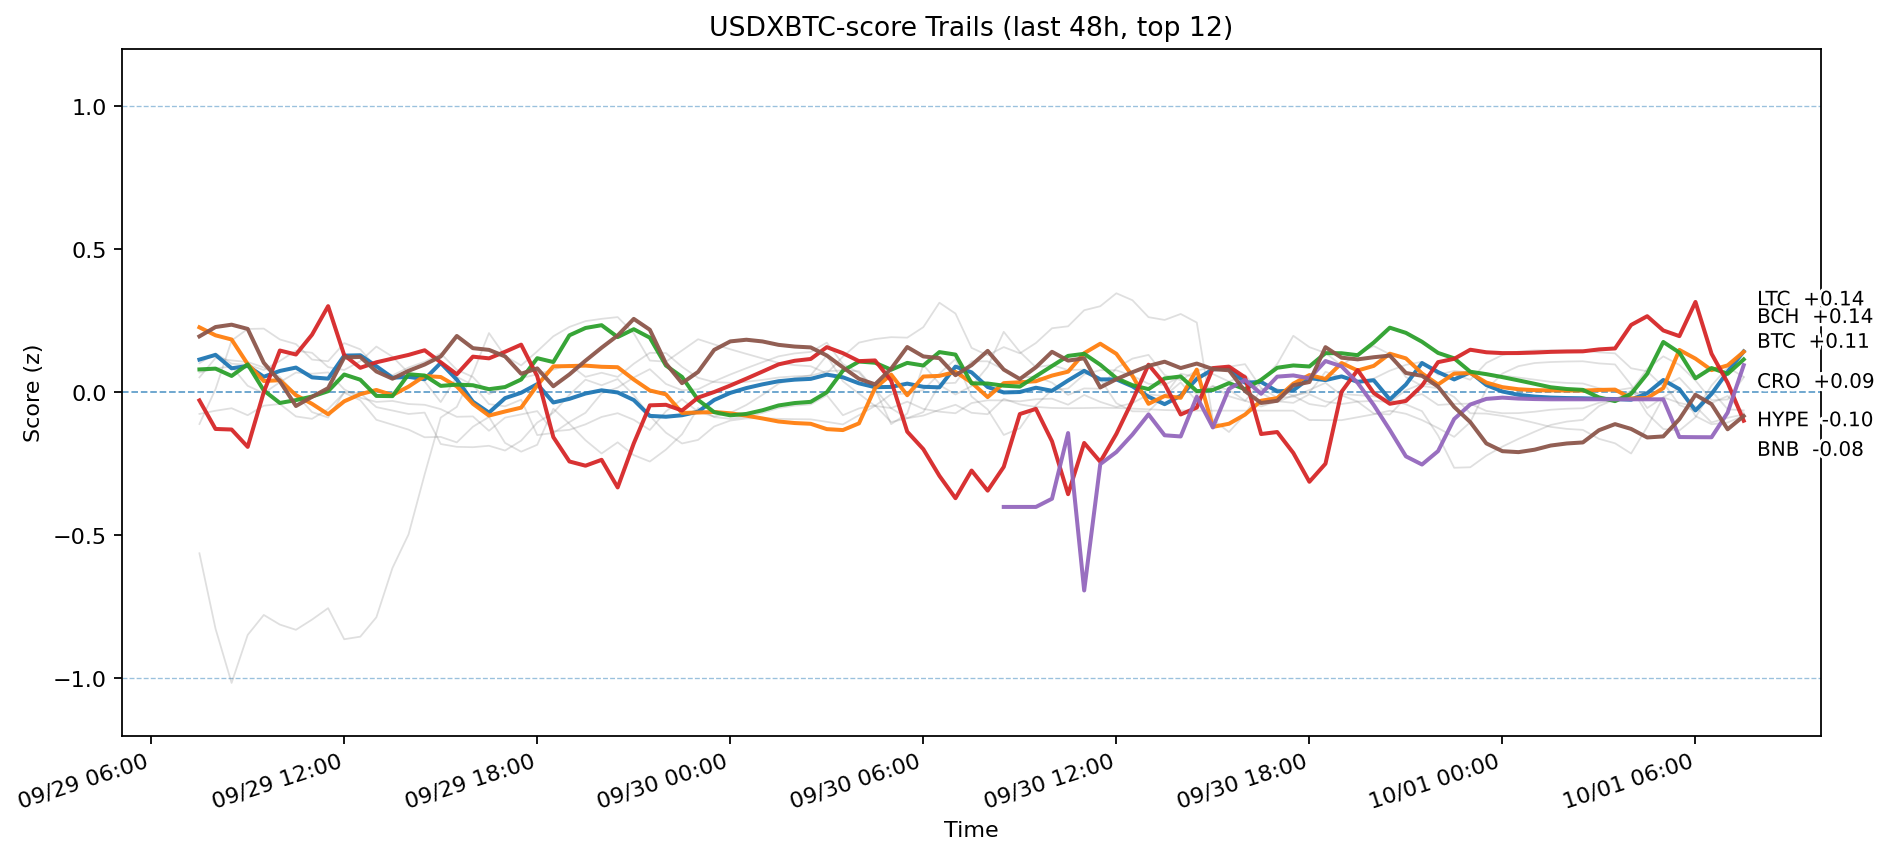 USDXBTC-score Trails (last 48h, top 12)
Score (z)
1.0
0.5
0.0
−0.5
−1.0
LTC +0.14
BCH +0.14
BTC +0.11
CRO +0.09
HYPE -0.10
BNB -0.08
09/29 06:00
09/29 12:00
09/29 18:00
09/30 00:00
09/30 06:00
09/30 12:00
09/30 18:00
10/01 00:00
10/01 06:00
Time